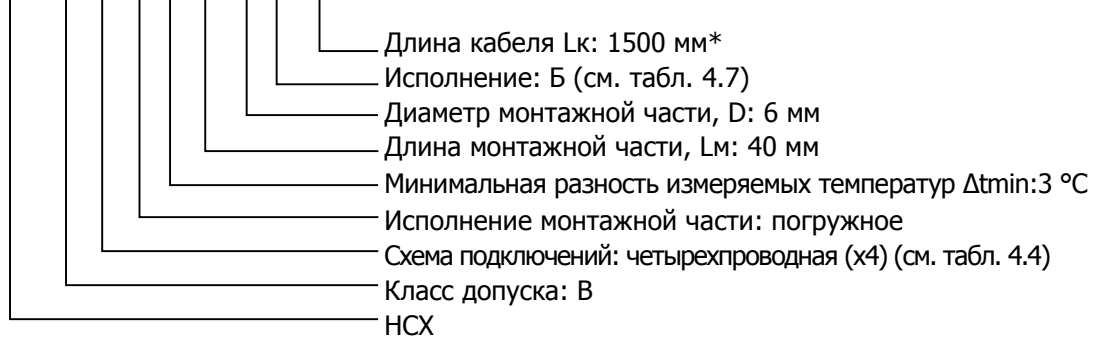 Длина кабеля Lк: 1500 мм*
Исполнение: Б (см. табл. 4.7)
Диаметр монтажной части, D: 6 мм
Длина монтажной части, Lм: 40 мм
Минимальная разность измеряемых температур Δtmin:3 °C
Исполнение монтажной части: погружное
Схема подключений: четырехпроводная (х4) (см. табл. 4.4)
Класс допуска: В
НСХ